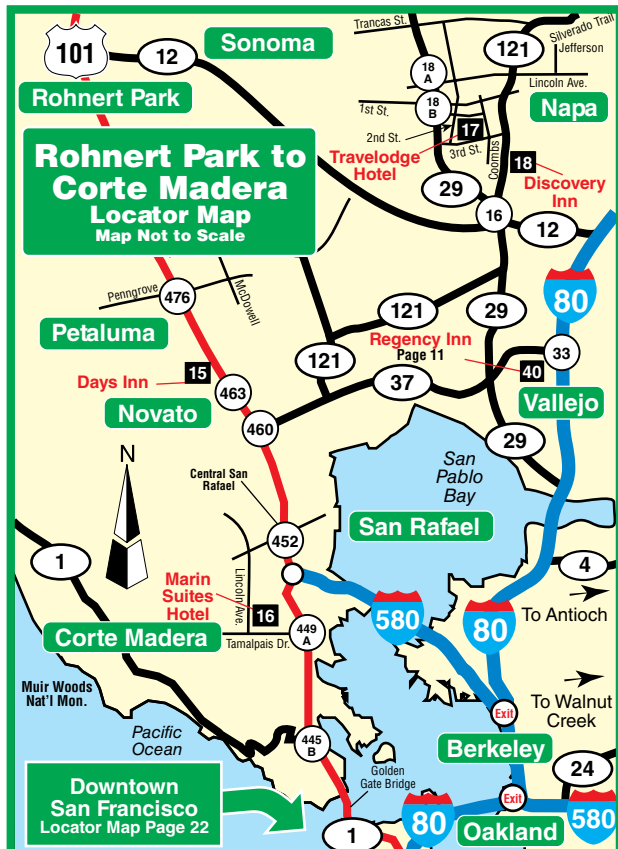 Trancas St.
Silverado Trail
Sonoma
101
12
121
Jefferson
18
A
Lincoln Ave.
Rohnert Park
1st St.
18
B
Napa
2nd St.
17
3rd St.
Coombs
Travelodge
Hotel
18
Discovery
Inn
Rohnert Park to
Corte Madera
Locator Map
Map Not to Scale
29
16
12
80
Penngrove
476
McDowell
121
29
Petaluma
Regency Inn
Page 11
33
121
Days Inn
15
463
37
40
Vallejo
Novato
460
29
N
Central San
Rafael
San
Pablo
Bay
San Rafael
452
1
4
Marin
Suites
Hotel
Lincoln Ave.
16
580
80
To Antioch
Corte Madera
449
A
Tamalpais Dr.
Muir Woods
Nat'l Mon.
To Walnut
Creek
Exit
Pacific
Ocean
445
B
Berkeley
Golden
Gate Bridge
24
Downtown
San Francisco
Locator Map Page 22
Exit
1
80
Oakland
580